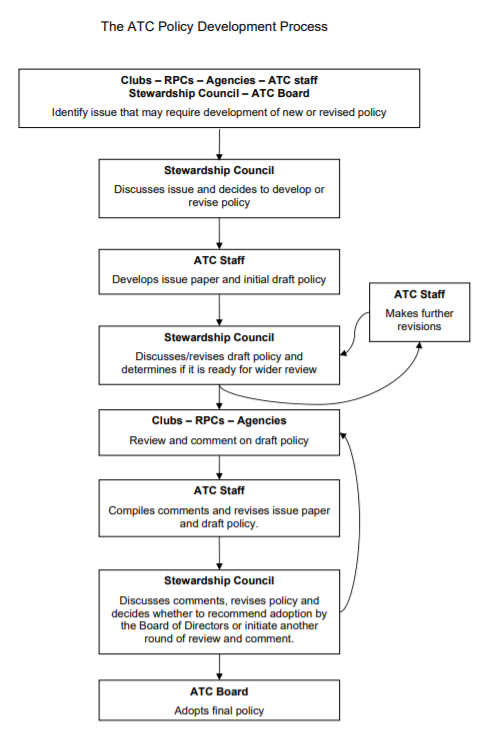 The ATC Policy Development Process
Clubs – RPCs – Agencies – ATC staff
Stewardship Council – ATC Board
Identify issue that may require development of new or revised policy
Stewardship Council
Discusses issue and decides to develop or
revise policy
ATC Staff
Develops issue paper and initial draft policy
ATC Staff
Makes further
revisions
Stewardship Council
Discusses/revises draft policy and
determines if it is ready for wider review
Clubs – RPCs – Agencies
Review and comment on draft policy
ATC Staff
Compiles comments and revises issue paper
and draft policy.
Stewardship Council
Discusses comments, revises policy and
decides whether to recommend adoption by
the Board of Directors or initiate another
round of review and comment.
ATC Board
Adopts final policy